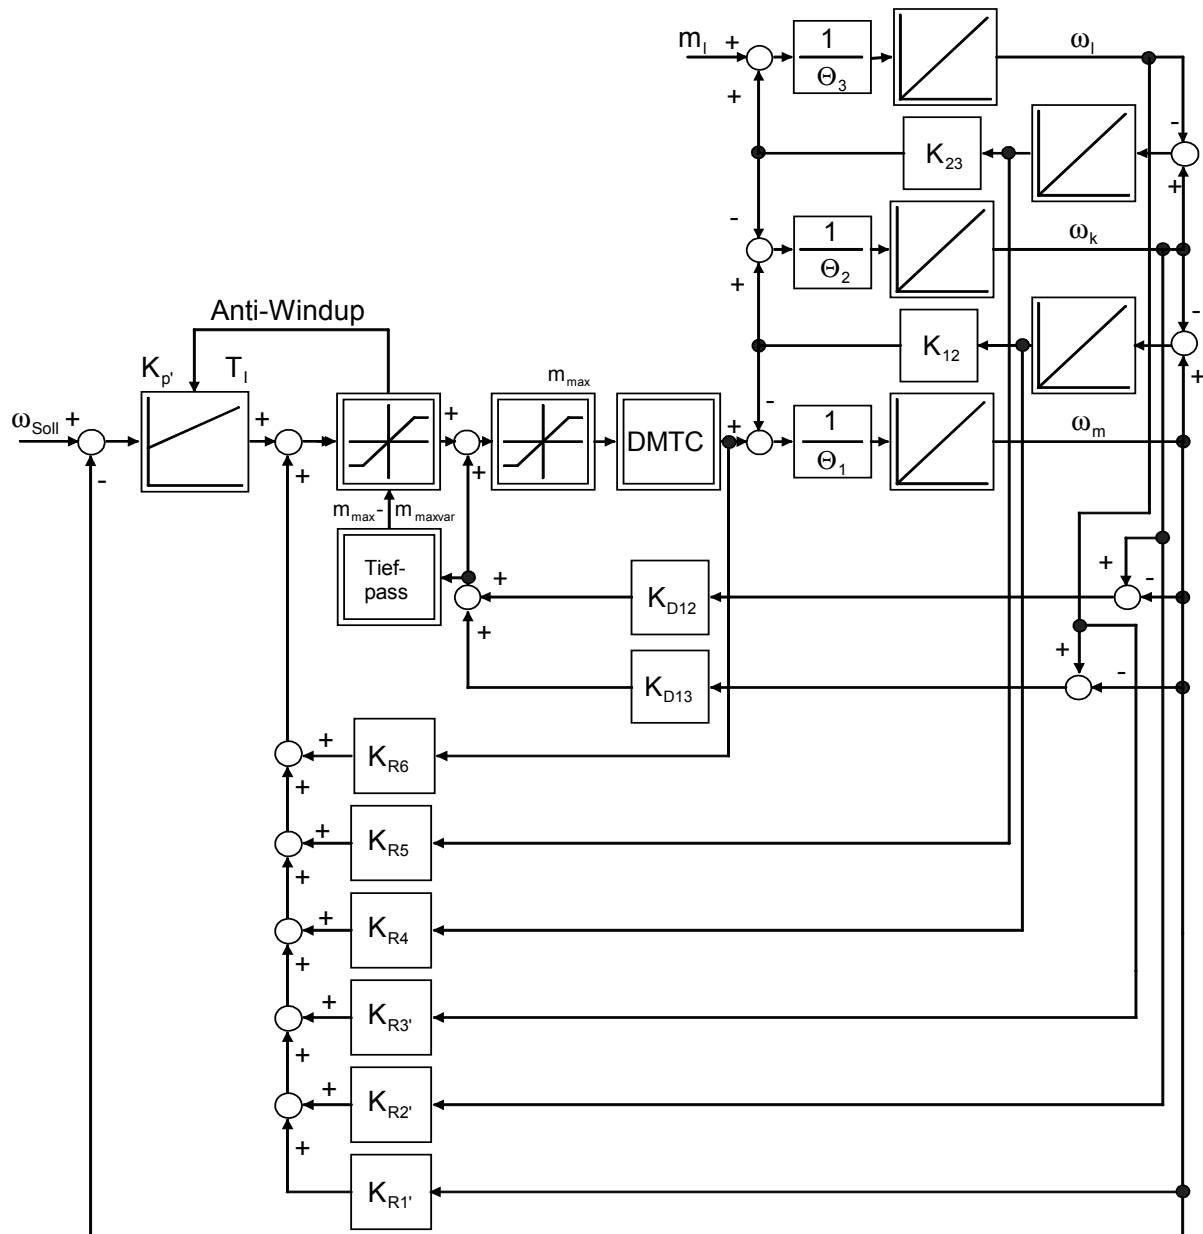 m_l + 1 ω_l
Θ_3
+
-
K_23
+
- 1 ω_k
Θ_2
+
Anti-Windup
-
K_12
+
K_p' T_I m_max
-
ω_Soll + + + + DMTC 1 ω_m
Θ_1
- + +
m_max - m_maxvar
Tief-
pass
+ -
+ K_D12
+
+ -
K_D13
+ K_R6
+
+ K_R5
+
+ K_R4
+
+ K_R3'
+
+ K_R2'
+
K_R1'